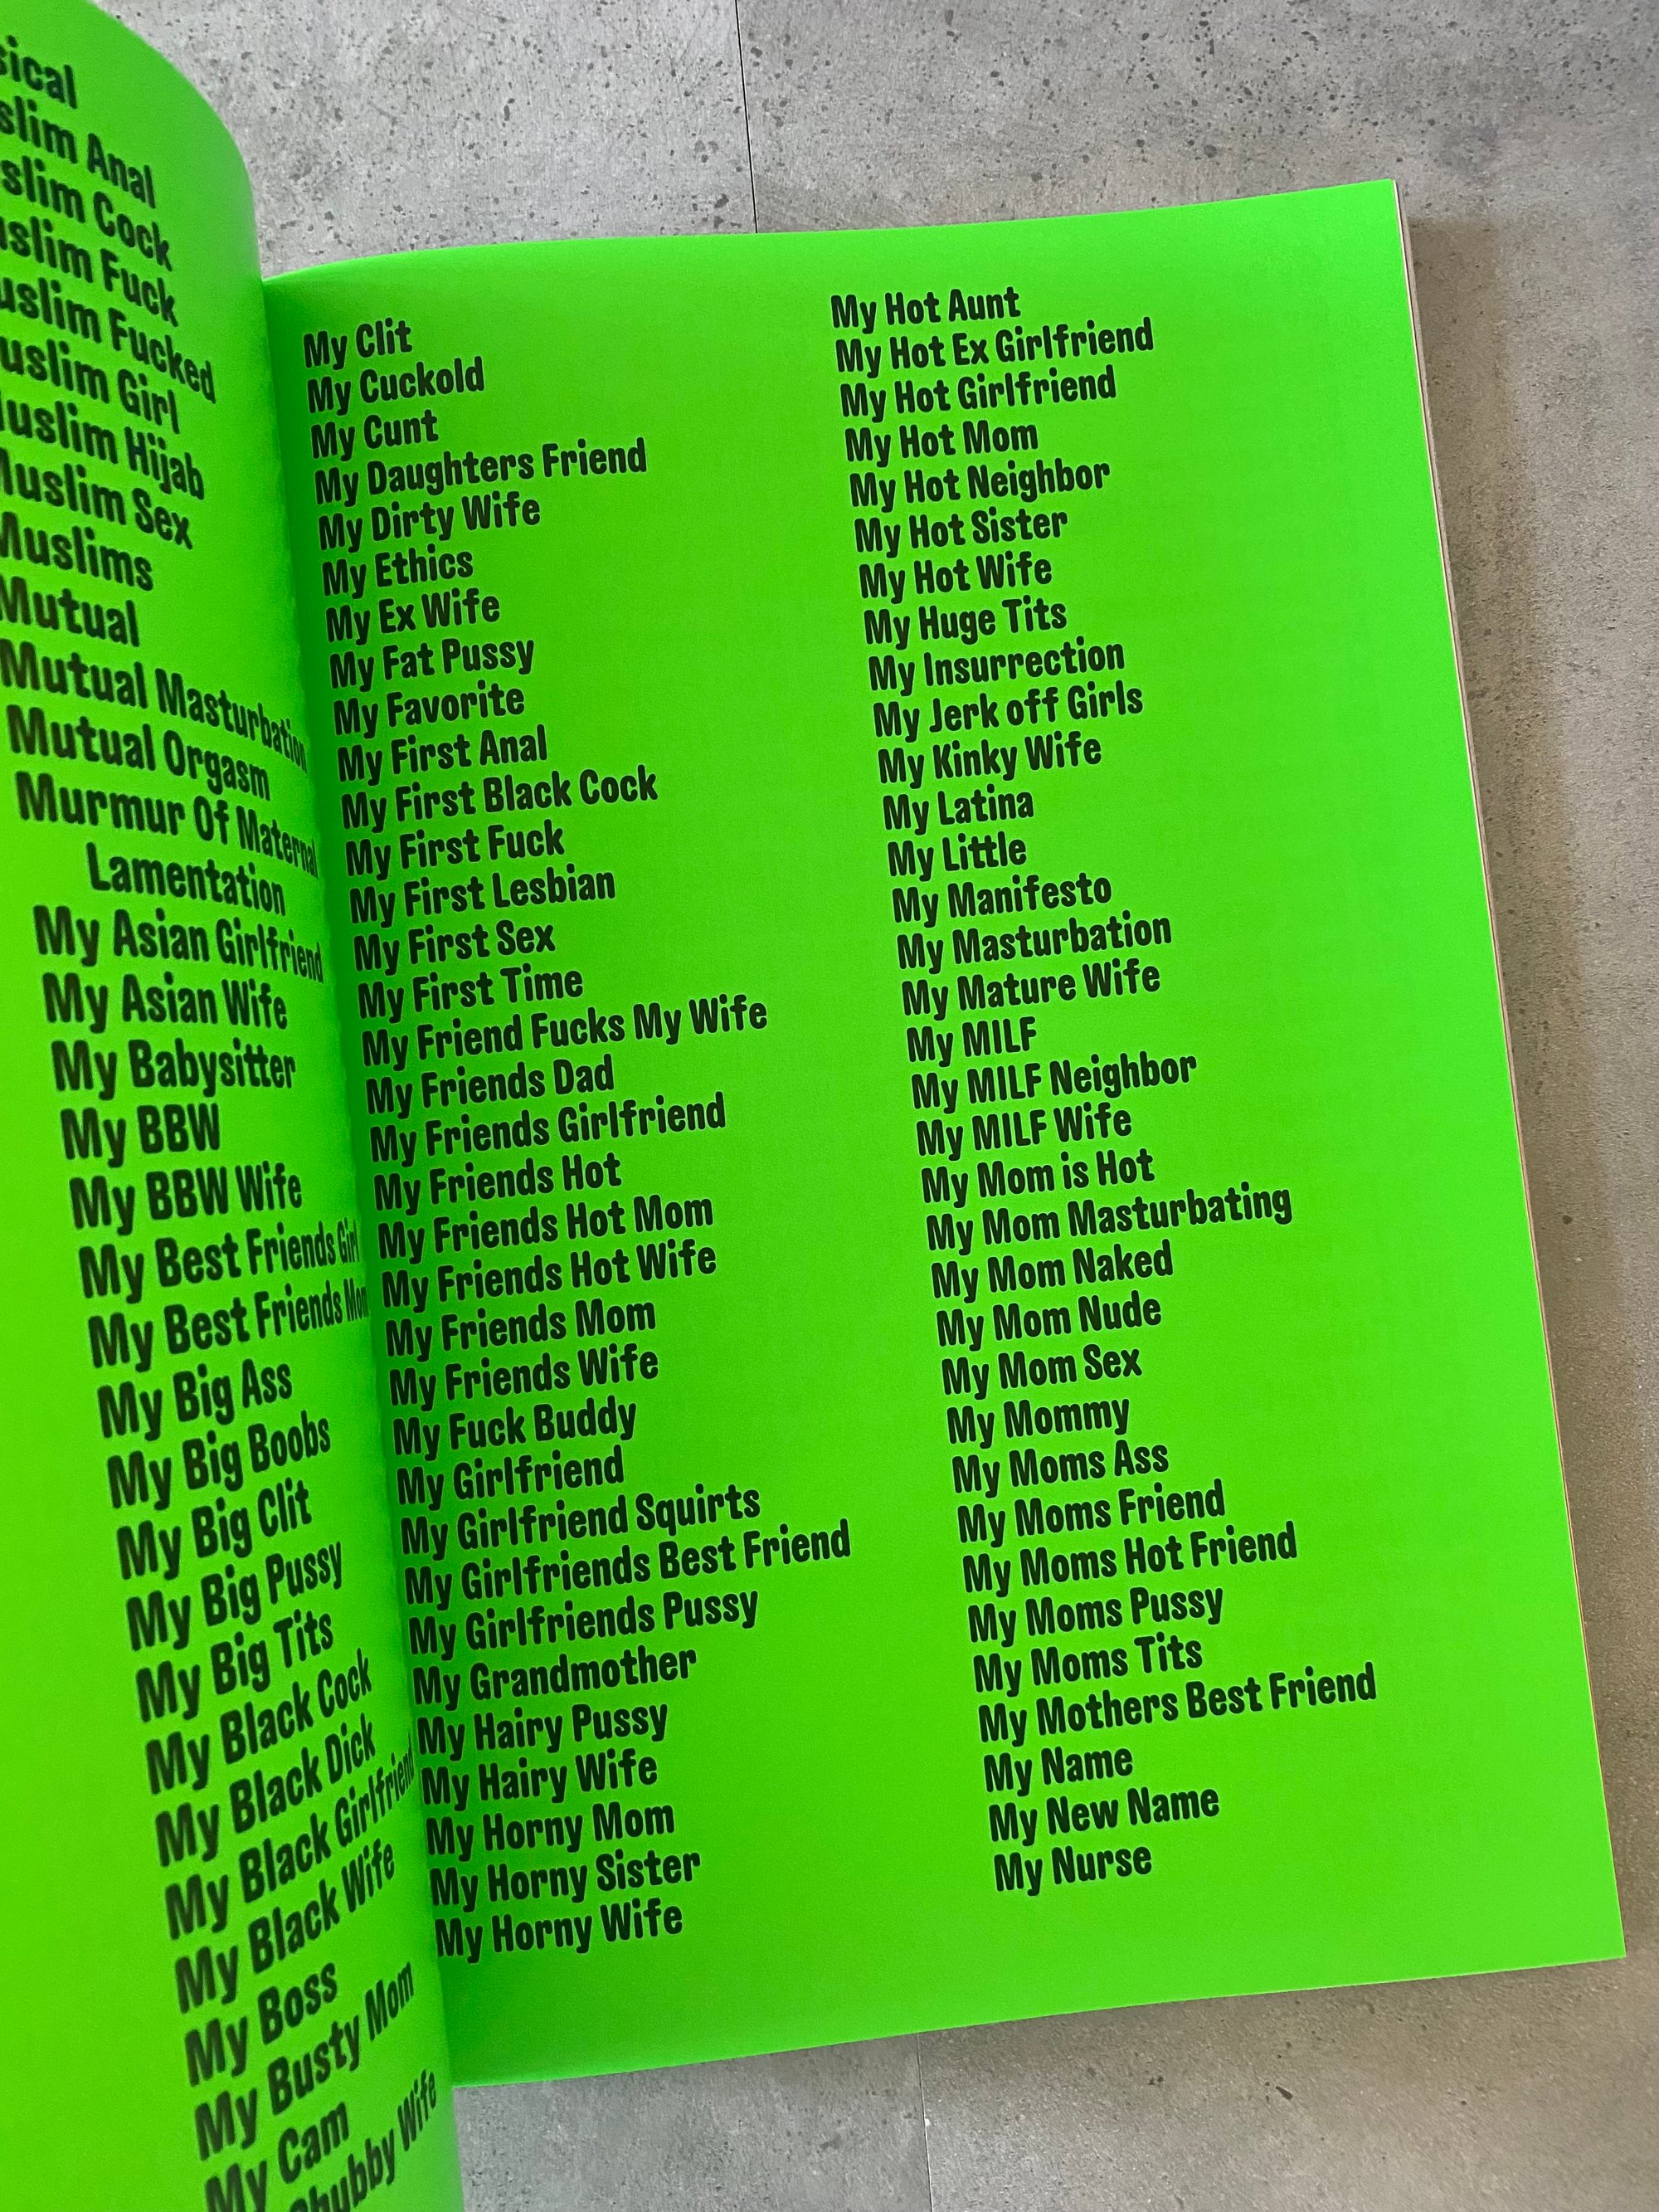 Anal
Cock
Fuck
Fucked
Girl
Hijab
Muslim Sex
Muslims
Mutual
Mutual Masturbation
Mutual Orgasm
Murmur Of Maternal
Lamentation
My Asian Girlfriend
My Asian Wife
My Babysitter
My BBW
My BBW Wife
My Best Friends Girl
My Best Friends Mom
My Big Ass
My Big Boobs
My Big Clit
My Big Pussy
My Big Tits
My Black Cock
My Black Dick
My Black Girlfriend
My Black Wife
My Boss
My Busty Mom
My Cam
Chubby Wife
My Clit
My Cuckold
My Cunt
My Daughters Friend
My Dirty Wife
My Ethics
My Ex Wife
My Fat Pussy
My Favorite
My First Anal
My First Black Cock
My First Fuck
My First Lesbian
My First Sex
My First Time
My Friend Fucks My Wife
My Friends Dad
My Friends Girlfriend
My Friends Hot
My Friends Hot Mom
My Friends Hot Wife
My Friends Mom
My Friends Wife
My Fuck Buddy
My Girlfriend
My Girlfriend Squirts
My Girlfriends Best Friend
My Girlfriends Pussy
My Grandmother
My Hairy Pussy
My Hairy Wife
My Horny Mom
My Horny Sister
My Horny Wife
My Hot Aunt
My Hot Ex Girlfriend
My Hot Girlfriend
My Hot Mom
My Hot Neighbor
My Hot Sister
My Hot Wife
My Huge Tits
My Insurrection
My Jerk off Girls
My Kinky Wife
My Latina
My Little
My Manifesto
My Masturbation
My Mature Wife
My MILF
My MILF Neighbor
My MILF Wife
My Mom is Hot
My Mom Masturbating
My Mom Naked
My Mom Nude
My Mom Sex
My Mommy
My Moms Ass
My Moms Friend
My Moms Hot Friend
My Moms Pussy
My Moms Tits
My Mothers Best Friend
My Name
My New Name
My Nurse